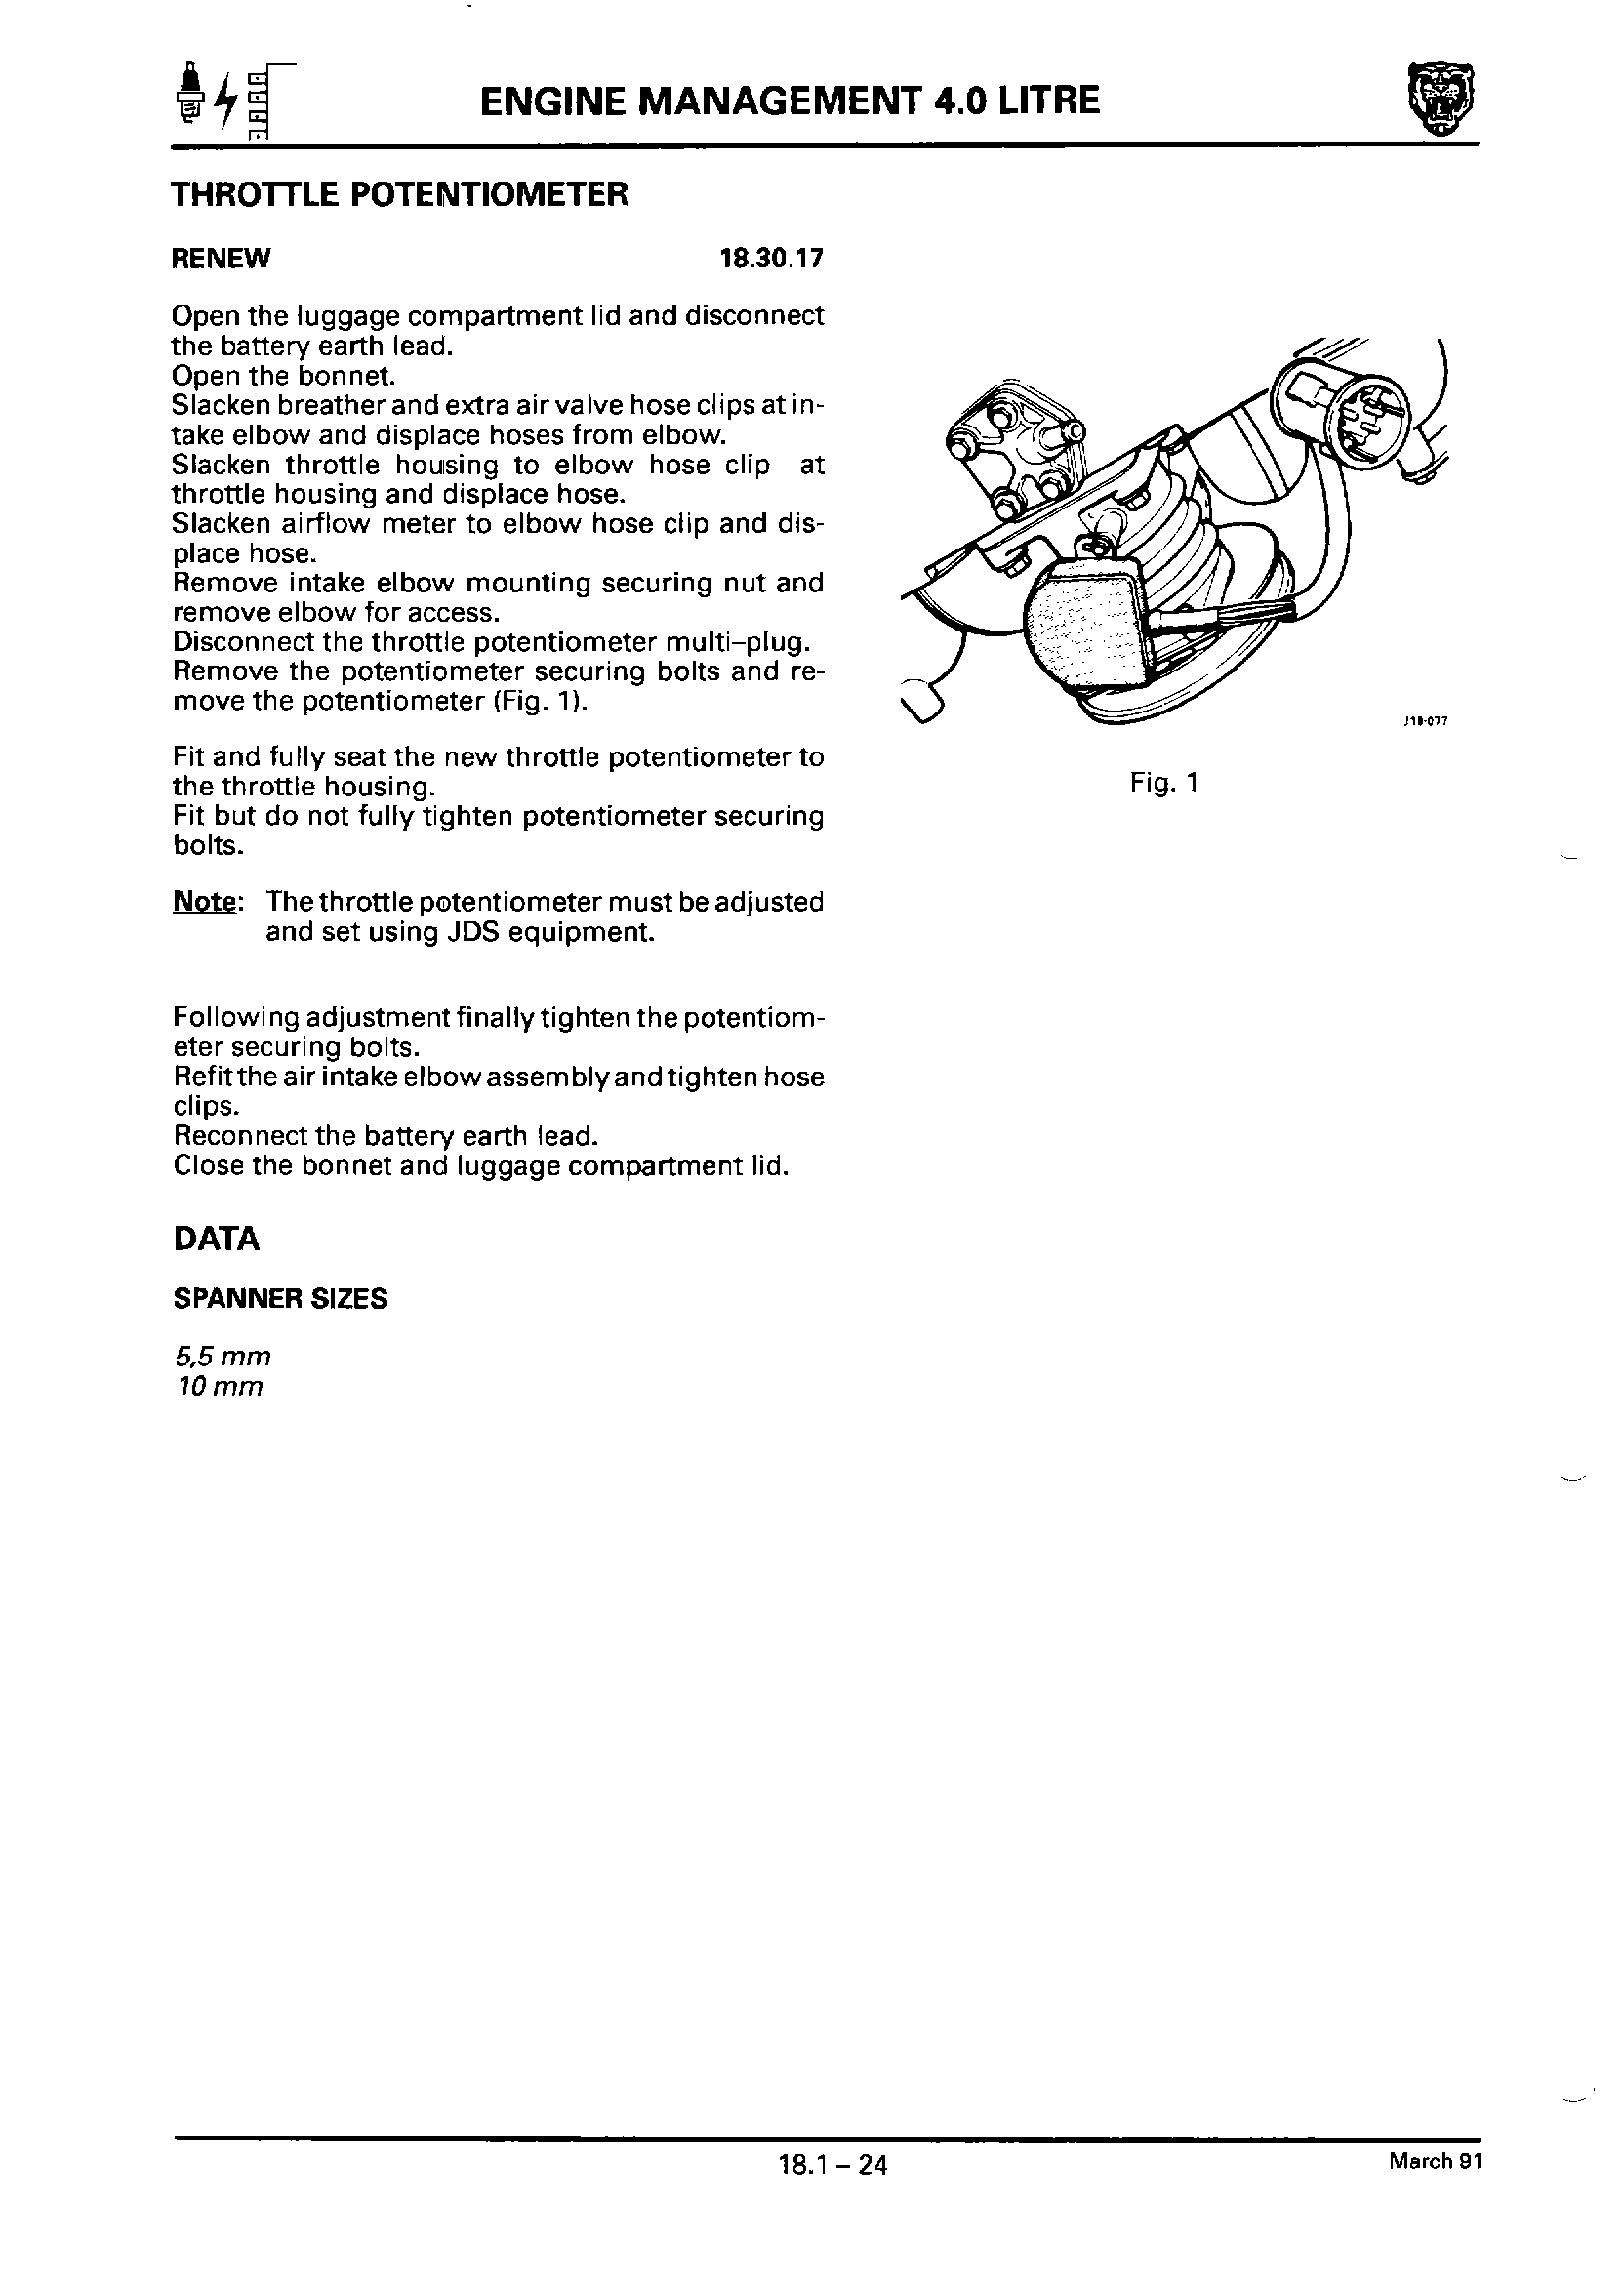 ENGINE MANAGEMENT 4.0 LITRE
THROTTLE POTENTIOMETER
RENEW 18.30.17
Open the luggage compartment lid and disconnect
the battery earth lead.
Open the bonnet.
Slacken breather and extra air valve hose clips at in-
take elbow and displace hoses from elbow.
Slacken throttle housing to elbow hose clip at
throttle housing and displace hose.
Slacken airflow meter to elbow hose clip and dis-
place hose.
Remove intake elbow mounting securing nut and
remove elbow for access.
Disconnect the throttle potentiometer multi–plug.
Remove the potentiometer securing bolts and re-
move the potentiometer (Fig. 1).
Fit and fully seat the new throttle potentiometer to
the throttle housing.
Fit but do not fully tighten potentiometer securing
bolts.
Note: The throttle potentiometer must be adjusted
and set using JDS equipment.
Following adjustment finally tighten the potentiom-
eter securing bolts.
Refit the air intake elbow assembly and tighten hose
clips.
Reconnect the battery earth lead.
Close the bonnet and luggage compartment lid.
DATA
SPANNER SIZES
5,5 mm
10 mm
J18-077
Fig. 1
18.1 – 24
March 91